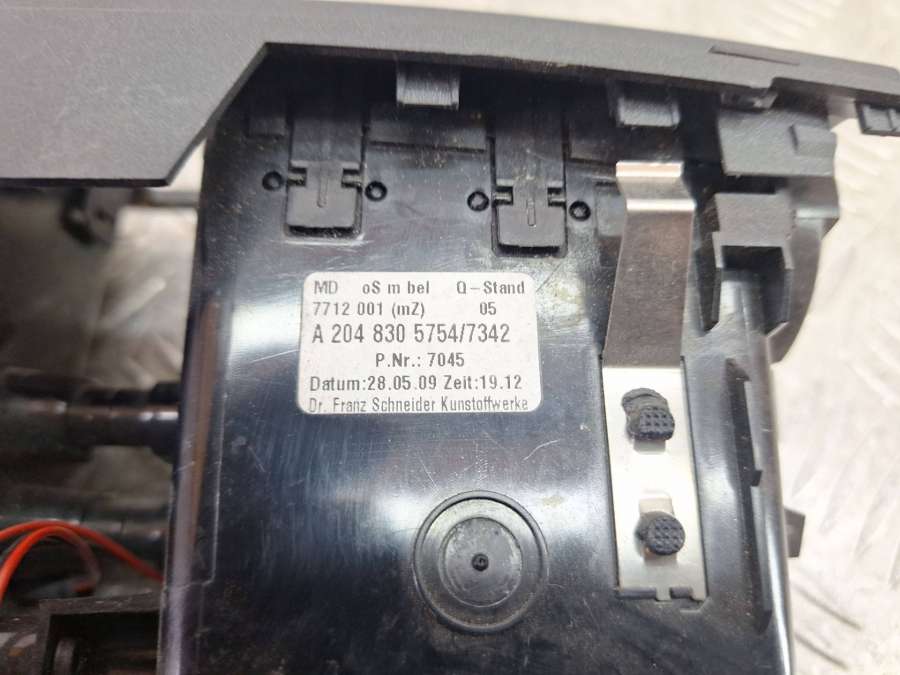 MD oS m bel Q-Stand
7712 001 (mZ) 05
A 204 830 5754/7342
P.Nr.: 7045
Datum:28.05.09 Zeit:19.12
Dr. Franz Schneider Kunstoffwerke